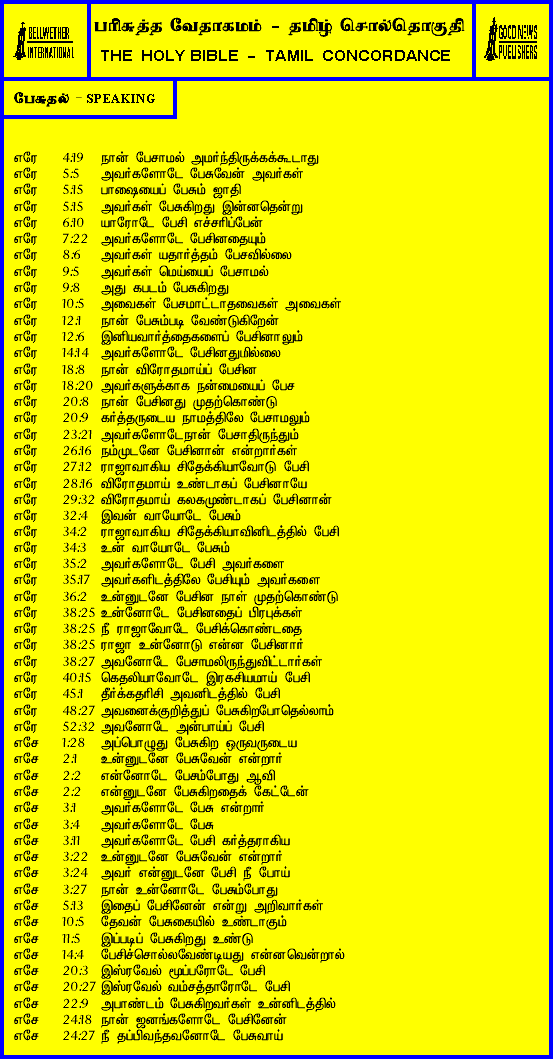 BELLWETHER
INTERNATIONAL
பரிசுத்த வேதாகமம் - தமிழ் சொல்தொகுதி
THE HOLY BIBLE - TAMIL CONCORDANCE
GOOD NEWS
PUBLISHERS
பேசுதல் - SPEAKING
எரே 4:19 நான் பேசாமல் அமர்ந்திருக்கக்கூடாது
எரே 5:5 அவர்களோடே பேசுவேன் அவர்கள்
எரே 5:15 பாஷையைப் பேசும் ஜாதி
எரே 5:15 அவர்கள் பேசுகிறது இன்னதென்று
எரே 6:10 யாரோடே பேசி எச்சரிப்பேன்
எரே 7:22 அவர்களோடே பேசினதையும்
எரே 8:6 அவர்கள் யதார்த்தம் பேசவில்லை
எரே 9:5 அவர்கள் மெய்யைப் பேசாமல்
எரே 9:8 அது கபடம் பேசுகிறது
எரே 10:5 அவைகள் பேசமாட்டாதவைகள் அவைகள்
எரே 12:1 நான் பேசும்படி வேண்டுகிறேன்
எரே 12:6 இனியவார்த்தைகளைப் பேசினாலும்
எரே 14:14 அவர்களோடே பேசினதுமில்லை
எரே 18:8 நான் விரோதமாய்ப் பேசின
எரே 18:20 அவர்களுக்காக நன்மையைப் பேச
எரே 20:8 நான் பேசினது முதற்கொண்டு
எரே 20:9 கர்த்தருடைய நாமத்திலே பேசாமலும்
எரே 23:21 அவர்களோடேநான் பேசாதிருந்தும்
எரே 26:16 நம்முடனே பேசினான் என்றார்கள்
எரே 27:12 ராஜாவாகிய சிதேக்கியாவோடு பேசி
எரே 28:16 விரோதமாய் உண்டாகப் பேசினாயே
எரே 29:32 விரோதமாய் கலகமுண்டாகப் பேசினான்
எரே 32:4 இவன் வாயோடே பேசும்
எரே 34:2 ராஜாவாகிய சிதேக்கியாவினிடத்தில் பேசி
எரே 34:3 உன் வாயோடே பேசும்
எரே 35:2 அவர்களோடே பேசி அவர்களை
எரே 35:17 அவர்களிடத்திலே பேசியும் அவர்களை
எரே 36:2 உன்னுடனே பேசின நாள் முதற்கொண்டு
எரே 38:25 உன்னோடே பேசினதைப் பிரபுக்கள்
எரே 38:25 நீ ராஜாவோடே பேசிக்கொண்டதை
எரே 38:25 ராஜா உன்னோடு என்ன பேசினார்
எரே 38:27 அவனோடே பேசாமலிருந்துவிட்டார்கள்
எரே 40:15 கெதலியாவோடே இரகசியமாய் பேசி
எரே 45:1 தீர்க்கதரிசி அவனிடத்தில் பேசி
எரே 48:27 அவனைக்குறித்துப் பேசுகிறபோதெல்லாம்
எரே 52:32 அவனோடே அன்பாய்ப் பேசி
எசே 1:28 அப்பொழுது பேசுகிற ஒருவருடைய
எசே 2:1 உன்னுடனே பேசுவேன் என்றார்
எசே 2:2 என்னோடே பேசும்போது ஆவி
எசே 2:2 என்னுடனே பேசுகிறதைக் கேட்டேன்
எசே 3:1 அவர்களோடே பேசு என்றார்
எசே 3:4 அவர்களோடே பேசு
எசே 3:11 அவர்களோடே பேசி கர்த்தராகிய
எசே 3:22 உன்னுடனே பேசுவேன் என்றார்
எசே 3:24 அவர் என்னுடனே பேசி நீ போய்
எசே 3:27 நான் உன்னோடே பேசும்போது
எசே 5:13 இதைப் பேசினேன் என்று அறிவார்கள்
எசே 10:5 தேவன் பேசுகையில் உண்டாகும்
எசே 11:5 இப்படிப் பேசுகிறது உண்டு
எசே 14:4 பேசிச்சொல்லவேண்டியது என்னவென்றால்
எசே 20:3 இஸ்ரவேல் மூப்பரோடே பேசி
எசே 20:27 இஸ்ரவேல் வம்சத்தாரோடே பேசி
எசே 22:9 அபாண்டம் பேசுகிறவர்கள் உன்னிடத்தில்
எசே 24:18 நான் ஜனங்களோடே பேசினேன்
எசே 24:27 நீ தப்பிவந்தவனோடே பேசுவாய்